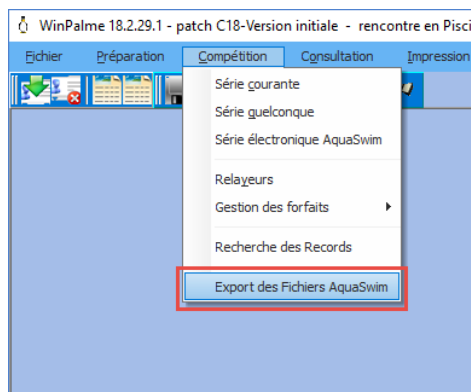 WinPalme 18.2.29.1 - patch C18-Version initiale - rencontre en Pisci
Fichier Préparation Compétition Consultation Impression
Série courante
Série quelconque
Série électronique AquaSwim
Relayeurs
Gestion des forfaits
Recherche des Records
Export des Fichiers AquaSwim